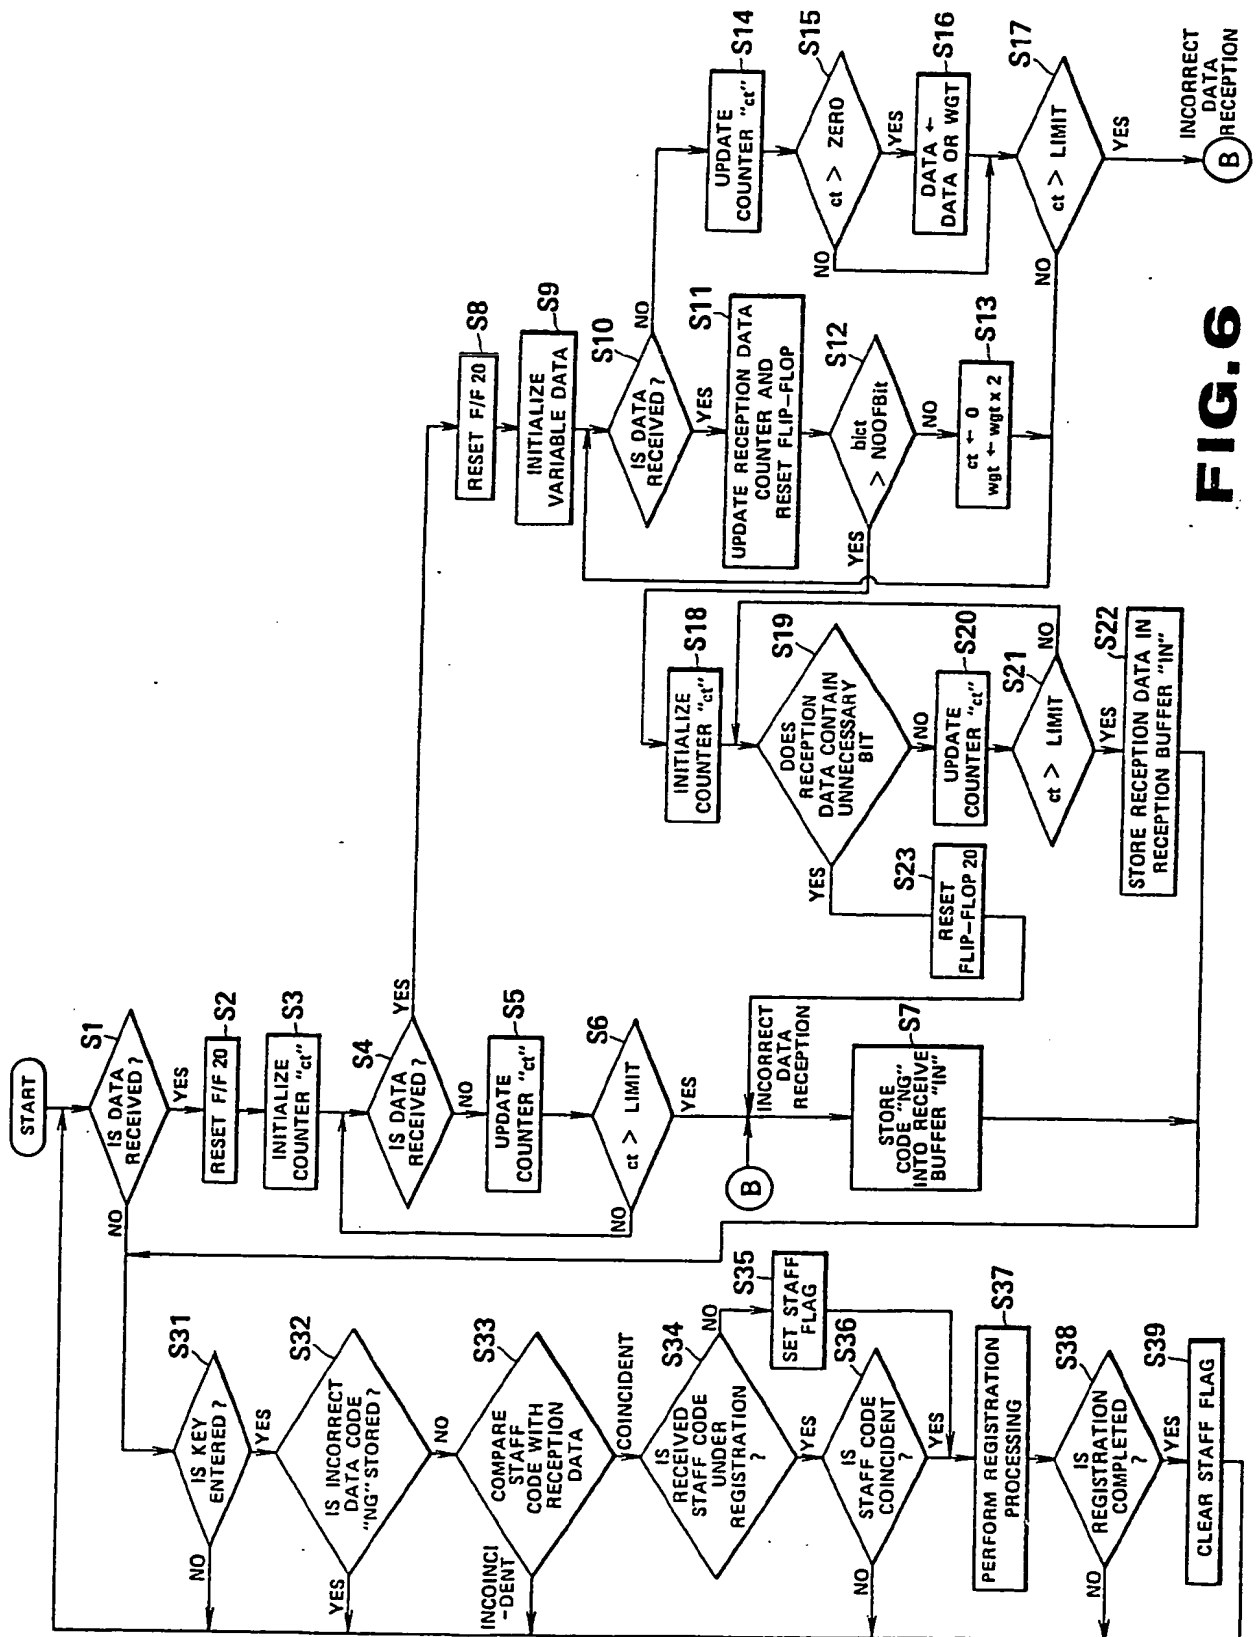 START
S1
IS DATA
RECEIVED ?
NO
YES
S2
RESET F/F 20
S3
INITIALIZE
COUNTER "ct"
S4
IS DATA
RECEIVED ?
YES
NO
S5
UPDATE
COUNTER "ct"
S6
ct > LIMIT
NO
YES
B
INCORRECT
DATA
RECEPTION
S7
STORE
CODE "NG"
INTO RECEIVE
BUFFER "IN"
S8
RESET F/F 20
S9
INITIALIZE
VARIABLE DATA
S10
IS DATA
RECEIVED ?
NO
YES
S11
UPDATE RECEPTION DATA
COUNTER AND
RESET FLIP-FLOP
S12
blct
> NOOFBit
YES
NO
S13
ct ← 0
wgt ← wgt x 2
S14
UPDATE
COUNTER "ct"
S15
ct > ZERO
NO
YES
S16
DATA ←
DATA OR WGT
S17
ct > LIMIT
NO
YES
INCORRECT
DATA
RECEPTION
B
S18
INITIALIZE
COUNTER "ct"
S19
DOES
RECEPTION
DATA CONTAIN
UNNECESSARY
BIT
YES
NO
S20
UPDATE
COUNTER "ct"
S21
ct > LIMIT
NO
YES
S22
STORE RECEPTION DATA IN
RECEPTION BUFFER "IN"
S23
RESET
FLIP-FLOP 20
S31
IS KEY
ENTERED ?
NO
YES
S32
IS INCORRECT
DATA CODE
"NG" STORED ?
YES
NO
S33
COMPARE
STAFF
CODE WITH
RECEPTION
DATA
INCOINCI
-DENT
COINCIDENT
S34
IS
RECEIVED
STAFF CODE
UNDER
REGISTRATION
?
NO
YES
S35
SET STAFF
FLAG
S36
IS
STAFF CODE
COINCIDENT
?
NO
YES
S37
PERFORM REGISTRATION
PROCESSING
S38
IS
REGISTRATION
COMPLETED
?
NO
YES
S39
CLEAR STAFF FLAG
FIG.6